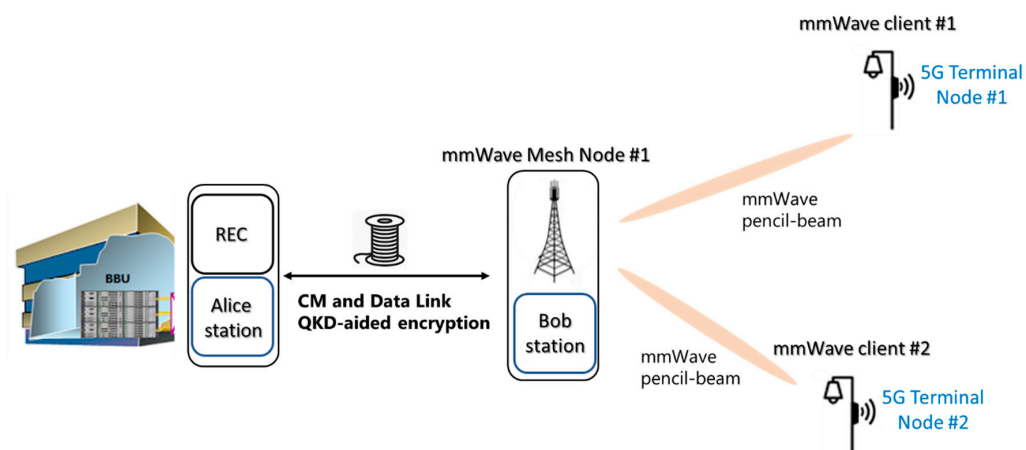 mmWave client #1
5G Terminal
Node #1
mmWave Mesh Node #1
mmWave
pencil-beam
REC
BBU
Alice
station
CM and Data Link
QKD-aided encryption
Bob
station
mmWave
pencil-beam
mmWave client #2
5G Terminal
Node #2